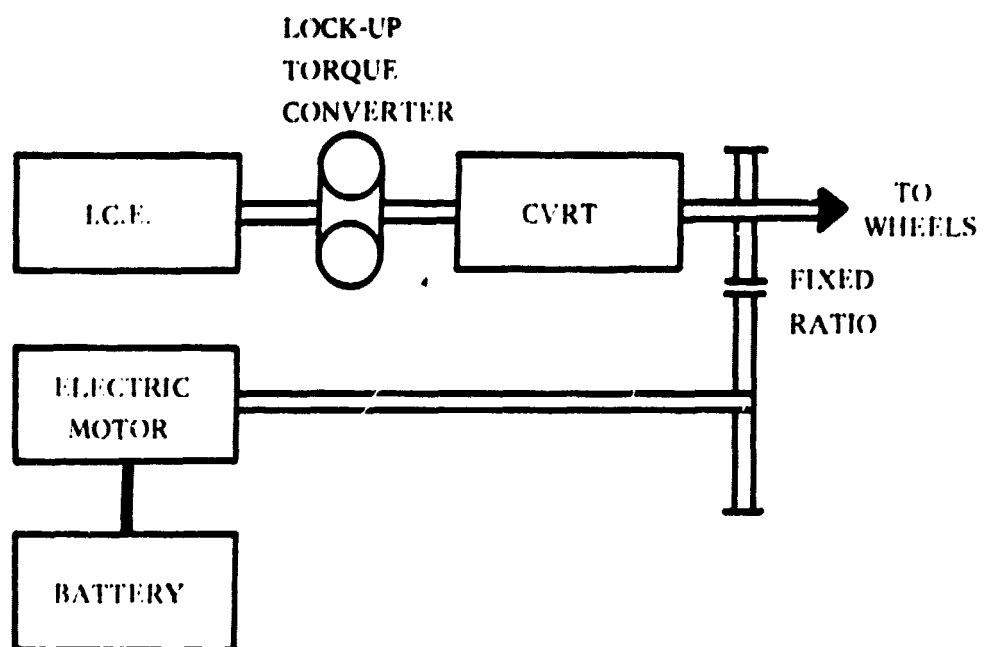 LOCK-UP
TORQUE
CONVERTER
I.C.E.
CVRT
TO
WHEELS
FIXED
RATIO
ELECTRIC
MOTOR
BATTERY